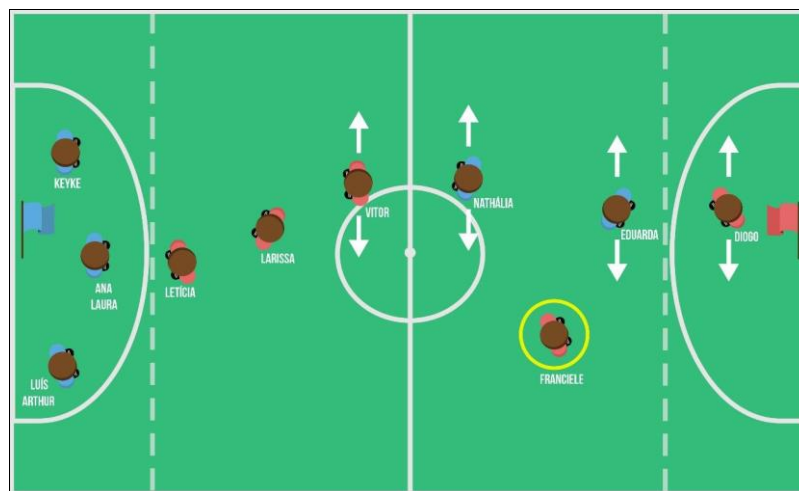 KEYKE
ANA
LAURA
LUÍS
ARTHUR
LETÍCIA
LARISSA
VITOR
NATHÁLIA
EDUARDA
DIOGO
FRANCIELE